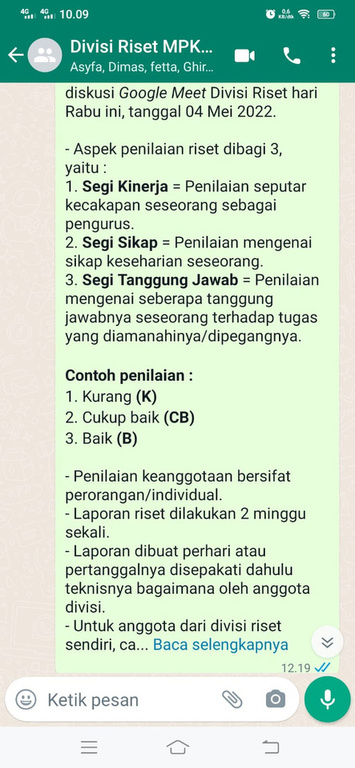 4G 4G 10.09 0.6 KB/dtk 60
Divisi Riset MPK...
Asyfa, Dimas, fetta, Ghir...
diskusi Google Meet Divisi Riset hari
Rabu ini, tanggal 04 Mei 2022.
- Aspek penilaian riset dibagi 3,
yaitu :
1. Segi Kinerja = Penilaian seputar
kecakapan seseorang sebagai
pengurus.
2. Segi Sikap = Penilaian mengenai
sikap keseharian seseorang.
3. Segi Tanggung Jawab = Penilaian
mengenai seberapa tanggung
jawabnya seseorang terhadap tugas
yang diamanahinya/dipegangnya.
Contoh penilaian :
1. Kurang (K)
2. Cukup baik (CB)
3. Baik (B)
- Penilaian keanggotaan bersifat
perorangan/individual.
- Laporan riset dilakukan 2 minggu
sekali.
- Laporan dibuat perhari atau
pertanggalnya disepakati dahulu
teknisnya bagaimana oleh anggota
divisi.
- Untuk anggota dari divisi riset
sendiri, ca... Baca selengkapnya
12.19
Ketik pesan